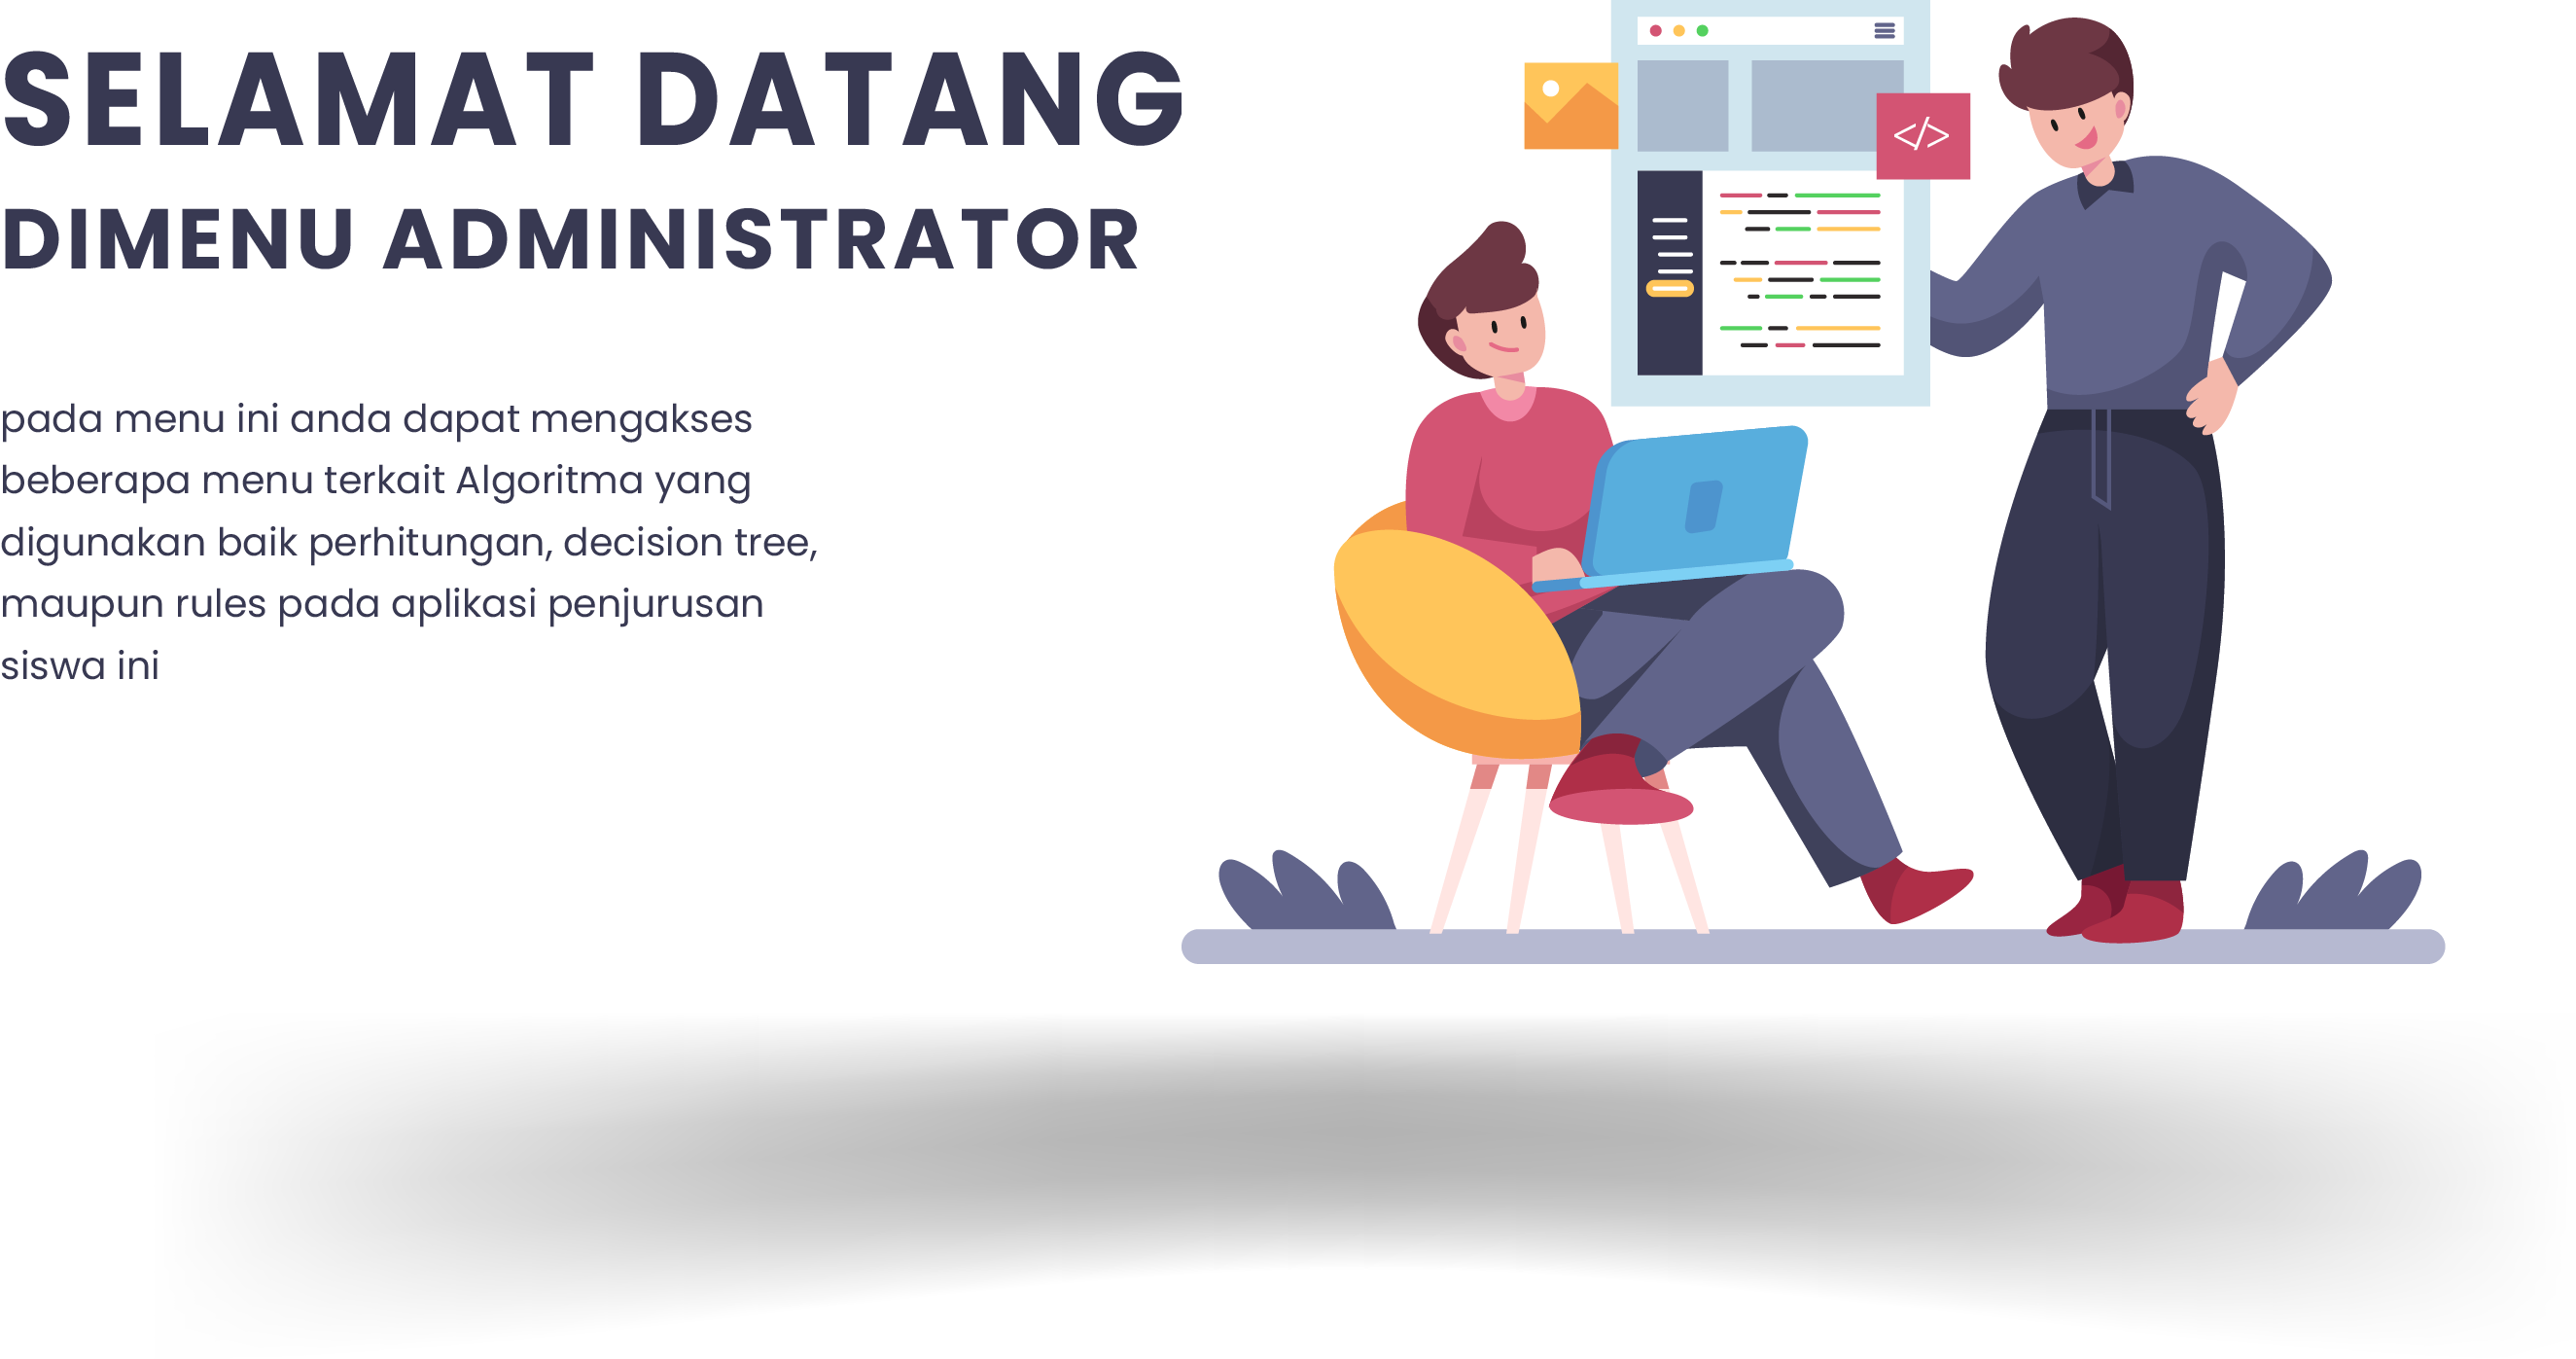 SELAMAT DATANG
DIMENU ADMINISTRATOR
pada menu ini anda dapat mengakses
beberapa menu terkait Algoritma yang
digunakan baik perhitungan, decision tree,
maupun rules pada aplikasi penjurusan
siswa ini
</>